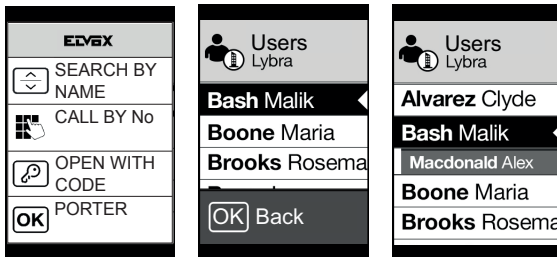 ELVOX
SEARCH BY
NAME
CALL BY No
OPEN WITH
CODE
OK PORTER
Users
Lybra
Bash Malik
Boone Maria
Brooks Rosema
OK Back
Users
Lybra
Alvarez Clyde
Bash Malik
Macdonald Alex
Boone Maria
Brooks Rosema